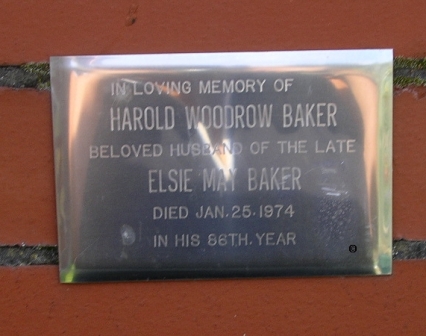 IN LOVING MEMORY OF
HAROLD WOODROW BAKER
BELOVED HUSBAND OF THE LATE
ELSIE MAY BAKER
DIED JAN. 25. 1974
IN HIS 86TH. YEAR